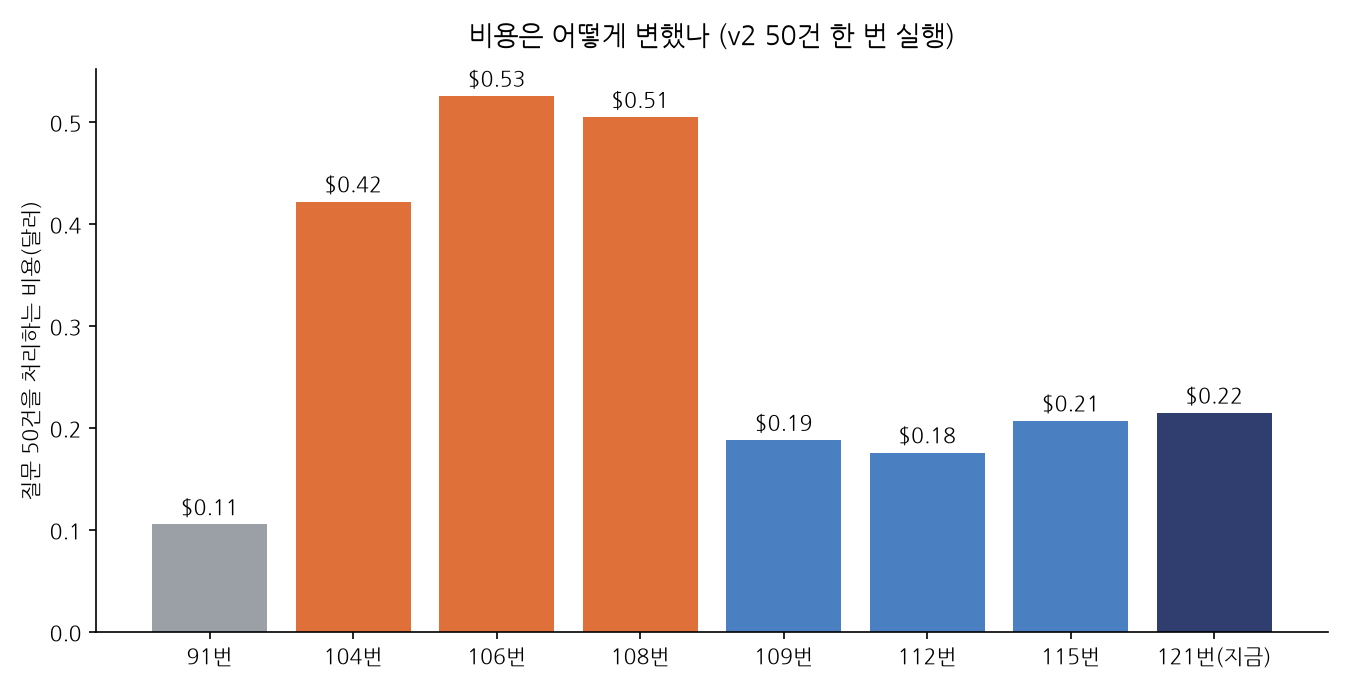 비용은 어떻게 변했나 (v2 50건 한 번 실행)
질문 50건을 처리하는 비용(달러)
0.5
0.4
0.3
0.2
0.1
0.0
$0.11
$0.42
$0.53
$0.51
$0.19
$0.18
$0.21
$0.22
91번
104번
106번
108번
109번
112번
115번
121번(지금)